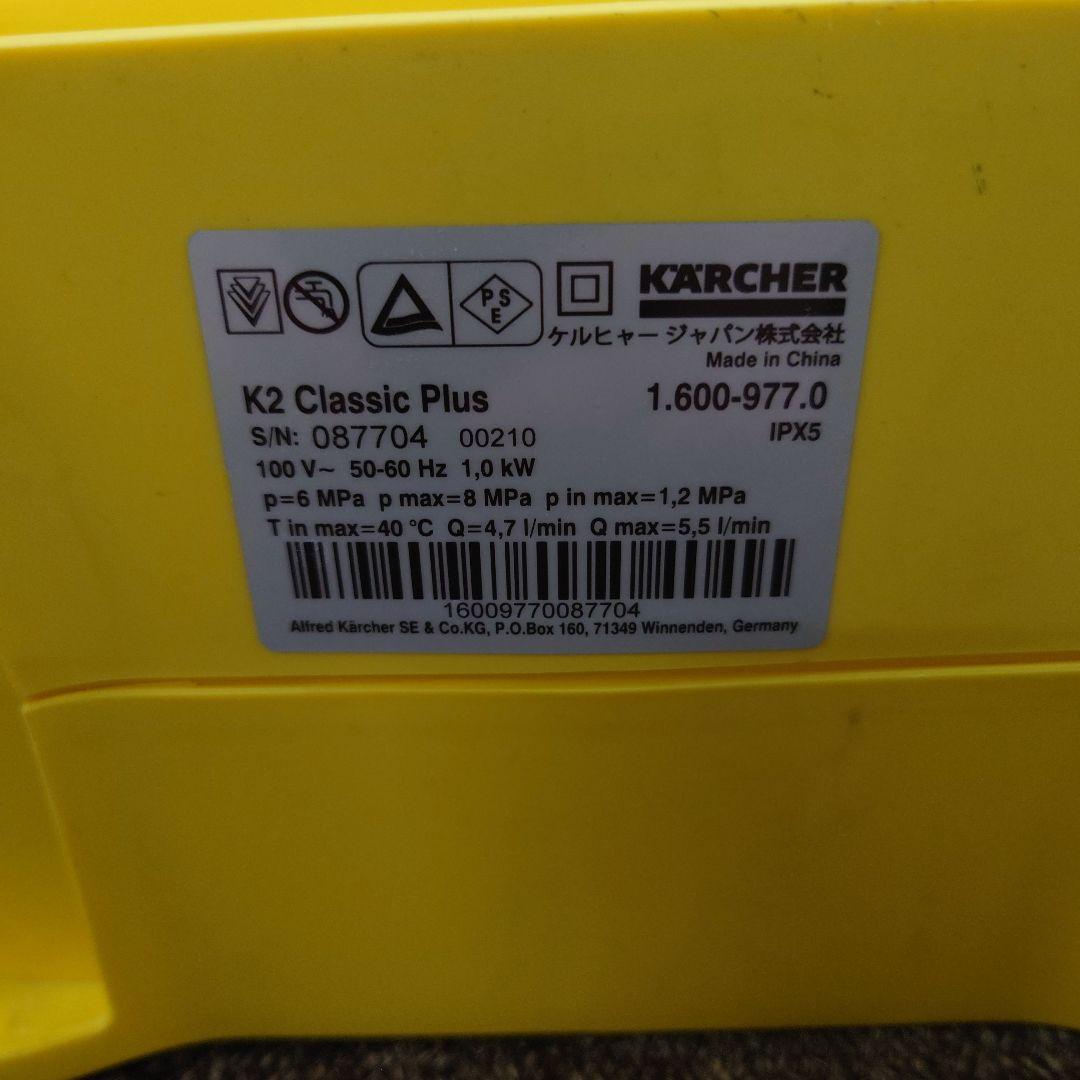 PSE
KÄRCHER
ケルヒャー ジャパン株式会社
Made in China
K2 Classic Plus 1.600-977.0
S/N: 087704 00210 IPX5
100 V~ 50-60 Hz 1,0 kW
p=6 MPa p max=8 MPa p in max=1,2 MPa
T in max=40 °C Q=4,7 l/min Q max=5,5 l/min
16009770087704
Alfred Kärcher SE & Co.KG, P.O.Box 160, 71349 Winnenden, Germany